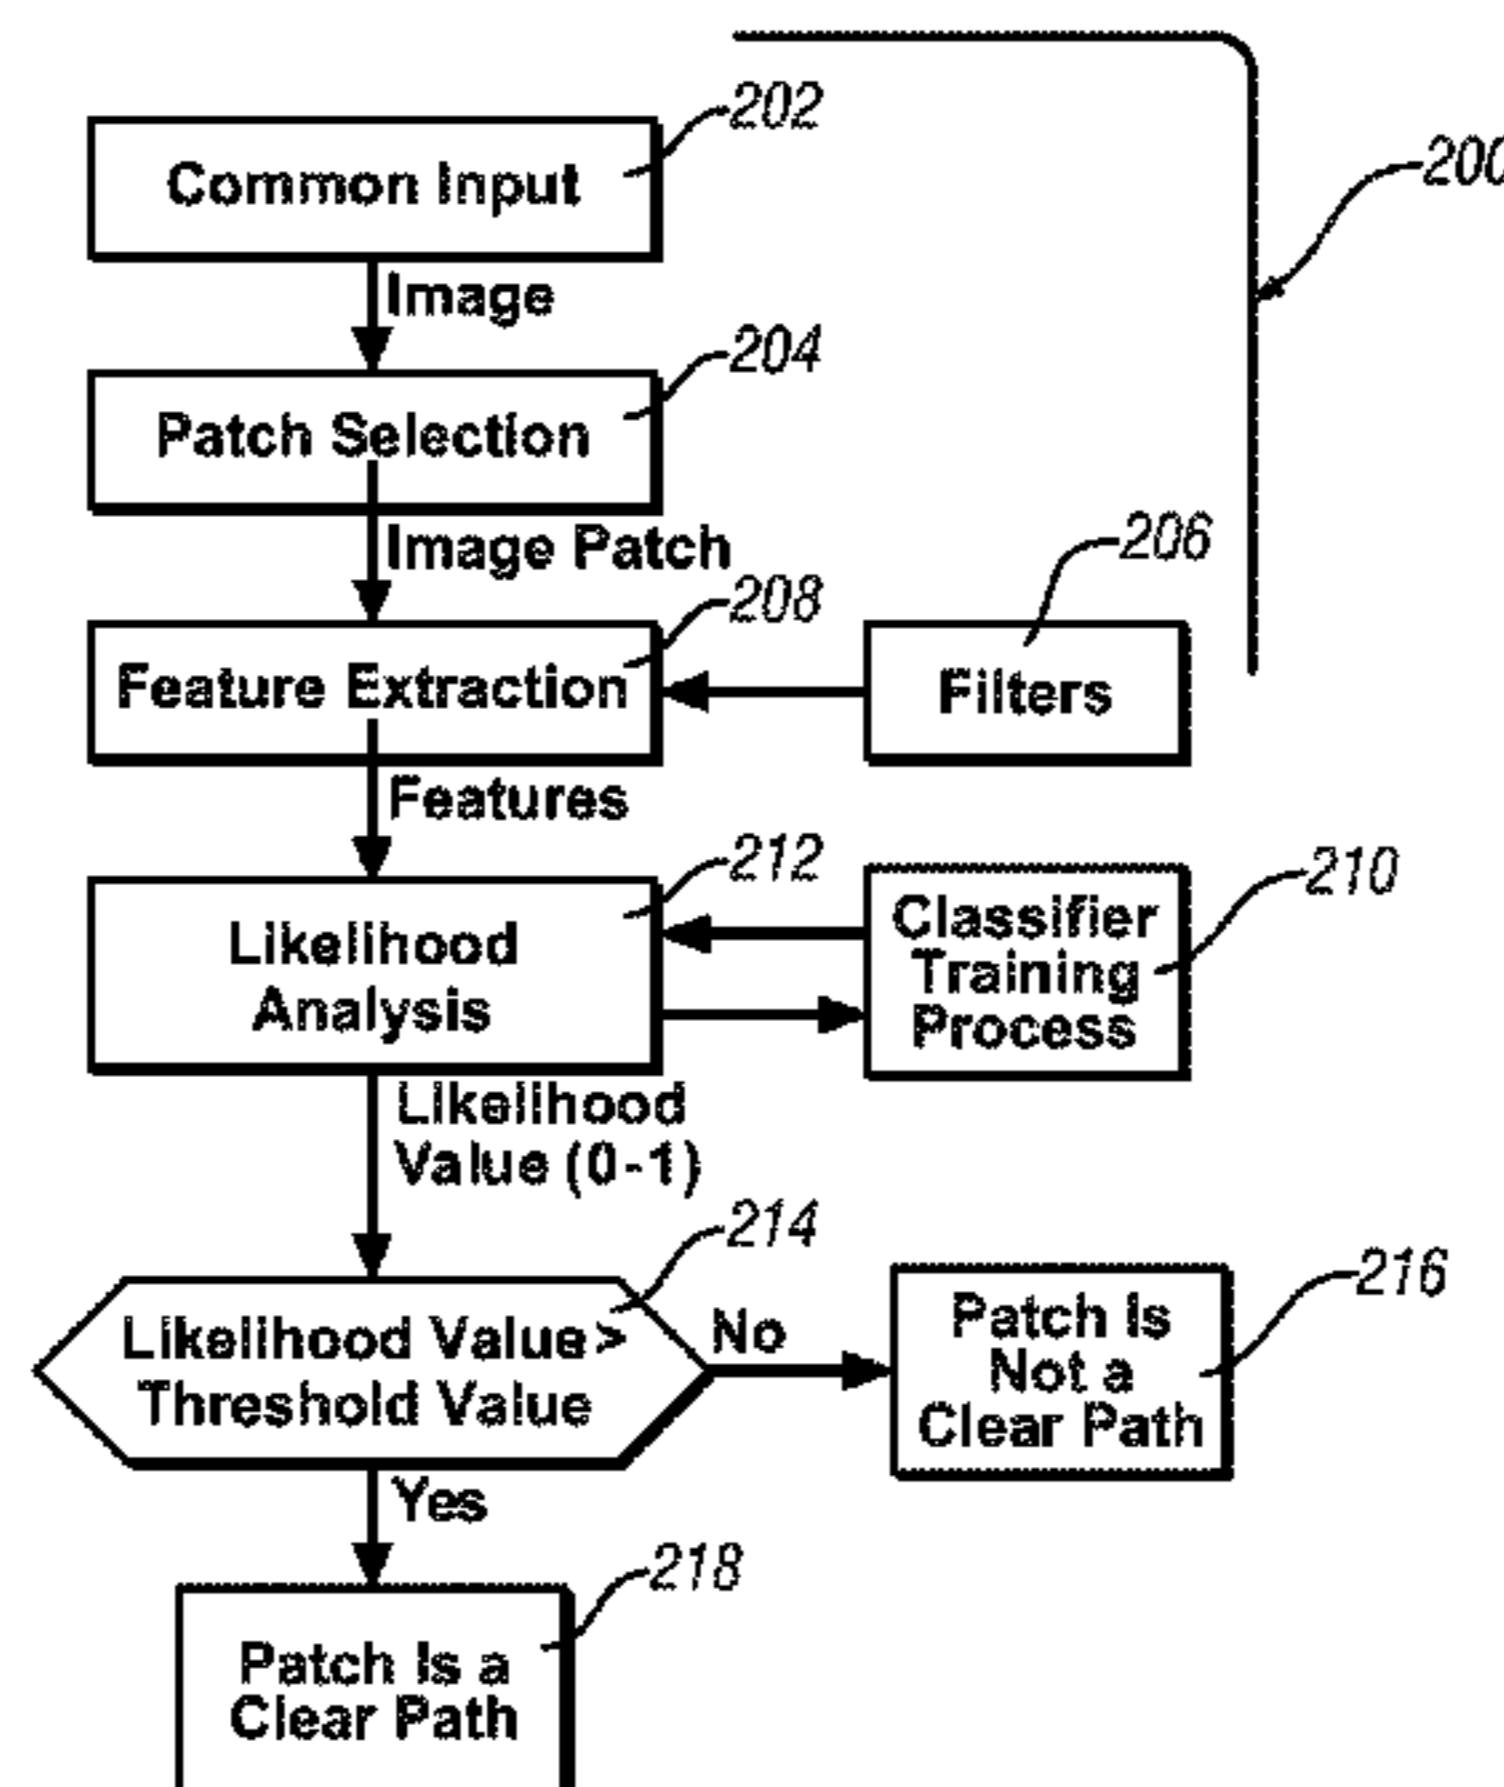 202
Common Input
200
Image
204
Patch Selection
Image Patch
206
208
Feature Extraction
Filters
Features
212
210
Likelihood
Analysis
Classifier
Training
Process
Likelihood
Value (0-1)
214
216
Likelihood Value >
Threshold Value
No
Patch Is
Not a
Clear Path
Yes
218
Patch Is a
Clear Path